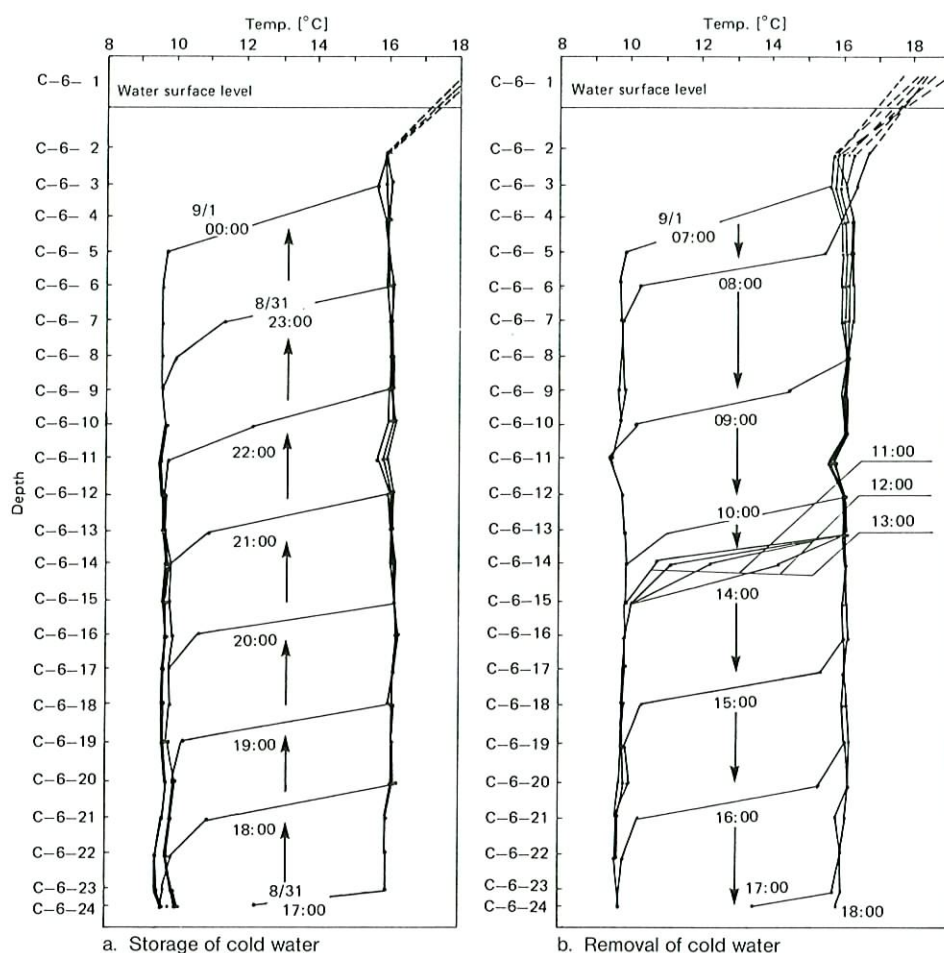 Temp. [°C]
8 10 12 14 16 18
Temp. [°C]
8 10 12 14 16 18
Depth
C-6- 1
Water surface level
C-6- 2
C-6- 3
C-6- 4
C-6- 5
C-6- 6
C-6- 7
C-6- 8
C-6- 9
C-6-10
C-6-11
C-6-12
C-6-13
C-6-14
C-6-15
C-6-16
C-6-17
C-6-18
C-6-19
C-6-20
C-6-21
C-6-22
C-6-23
C-6-24
9/1
00:00
8/31
23:00
22:00
21:00
20:00
19:00
18:00
8/31
17:00
a. Storage of cold water
C-6- 1
Water surface level
C-6- 2
C-6- 3
C-6- 4
C-6- 5
C-6- 6
C-6- 7
C-6- 8
C-6- 9
C-6-10
C-6-11
C-6-12
C-6-13
C-6-14
C-6-15
C-6-16
C-6-17
C-6-18
C-6-19
C-6-20
C-6-21
C-6-22
C-6-23
C-6-24
9/1
07:00
08:00
09:00
10:00
11:00
12:00
13:00
14:00
15:00
16:00
17:00
18:00
b. Removal of cold water